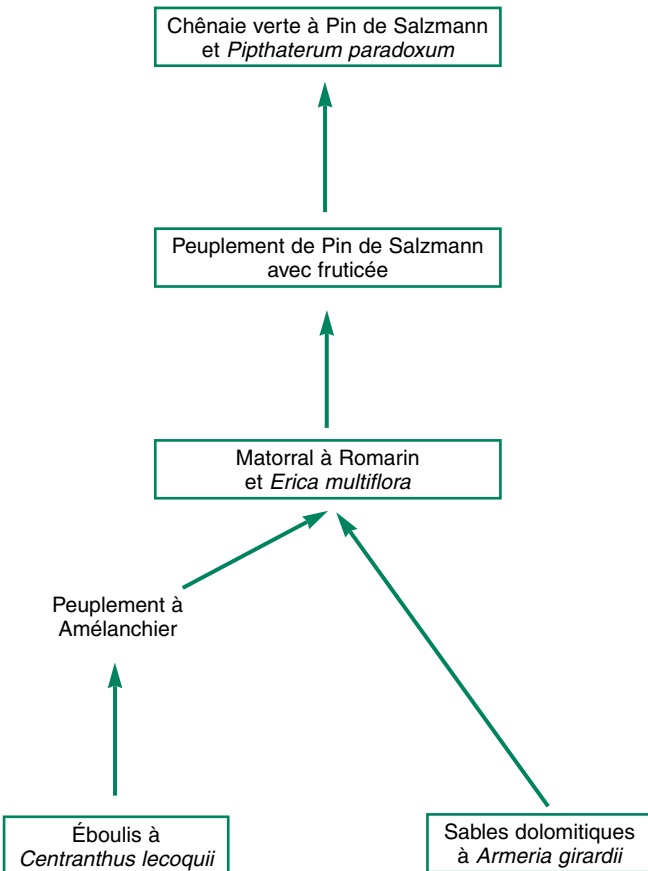 Chênaie verte à Pin de Salzmann
et Pipthaterum paradoxum
Peuplement de Pin de Salzmann
avec fruticée
Matorral à Romarin
et Erica multiflora
Peuplement à
Amélanchier
Éboulis à
Centranthus lecoquii
Sables dolomitiques
à Armeria girardii